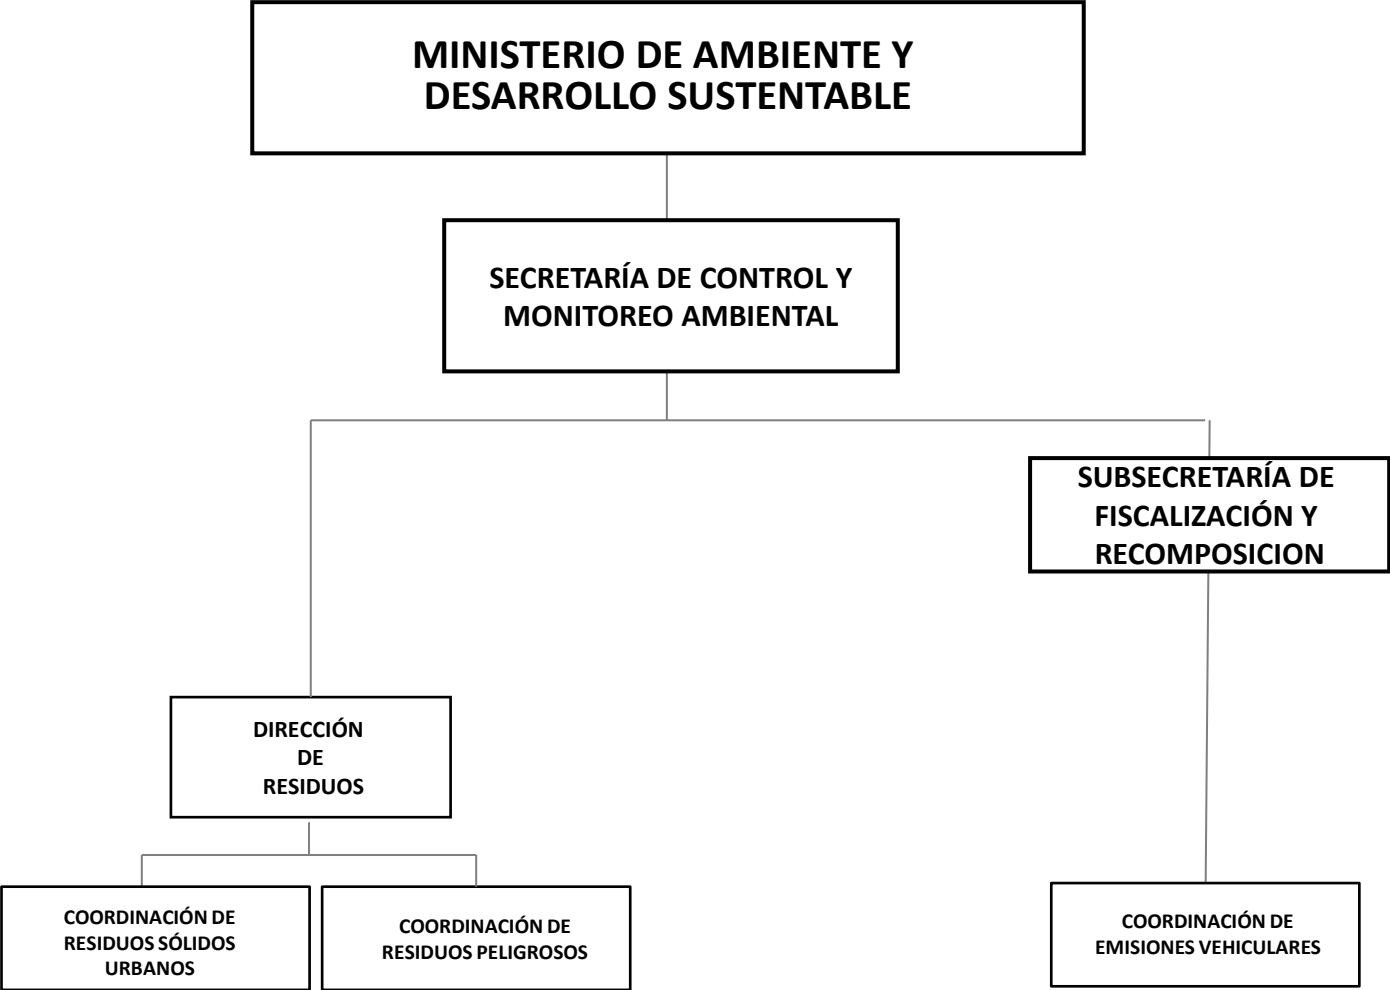 MINISTERIO DE AMBIENTE Y
DESARROLLO SUSTENTABLE
SECRETARÍA DE CONTROL Y
MONITOREO AMBIENTAL
SUBSECRETARÍA DE
FISCALIZACIÓN Y
RECOMPOSICION
DIRECCIÓN
DE
RESIDUOS
COORDINACIÓN DE
RESIDUOS SÓLIDOS
URBANOS
COORDINACIÓN DE
RESIDUOS PELIGROSOS
COORDINACIÓN DE
EMISIONES VEHICULARES